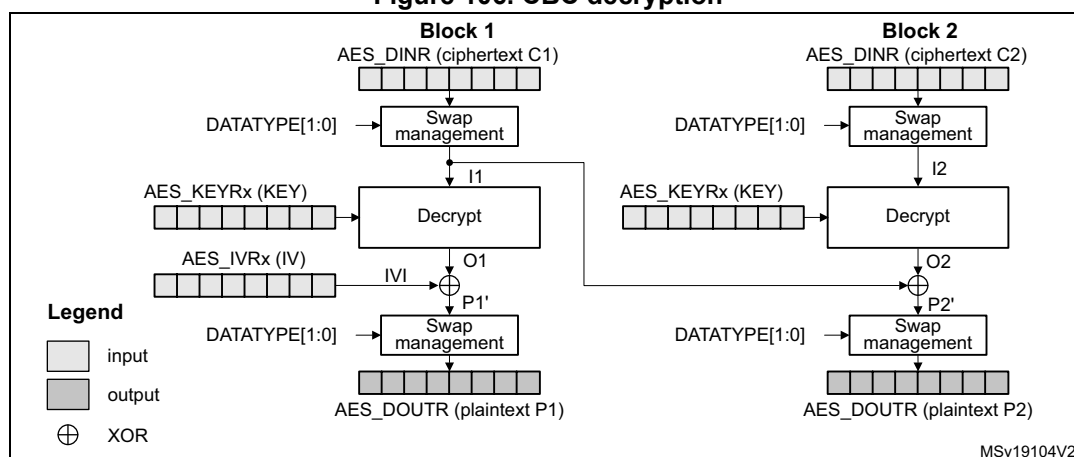 Block 1
AES_DINR (ciphertext C1)
DATATYPE[1:0]
Swap
management
I1
AES_KEYRx (KEY)
Decrypt
AES_IVRx (IV)
IVI
O1
P1'
DATATYPE[1:0]
Swap
management
AES_DOUTR (plaintext P1)
Block 2
AES_DINR (ciphertext C2)
DATATYPE[1:0]
Swap
management
I2
AES_KEYRx (KEY)
Decrypt
O2
P2'
DATATYPE[1:0]
Swap
management
AES_DOUTR (plaintext P2)
Legend
input
output
XOR
MSv19104V2